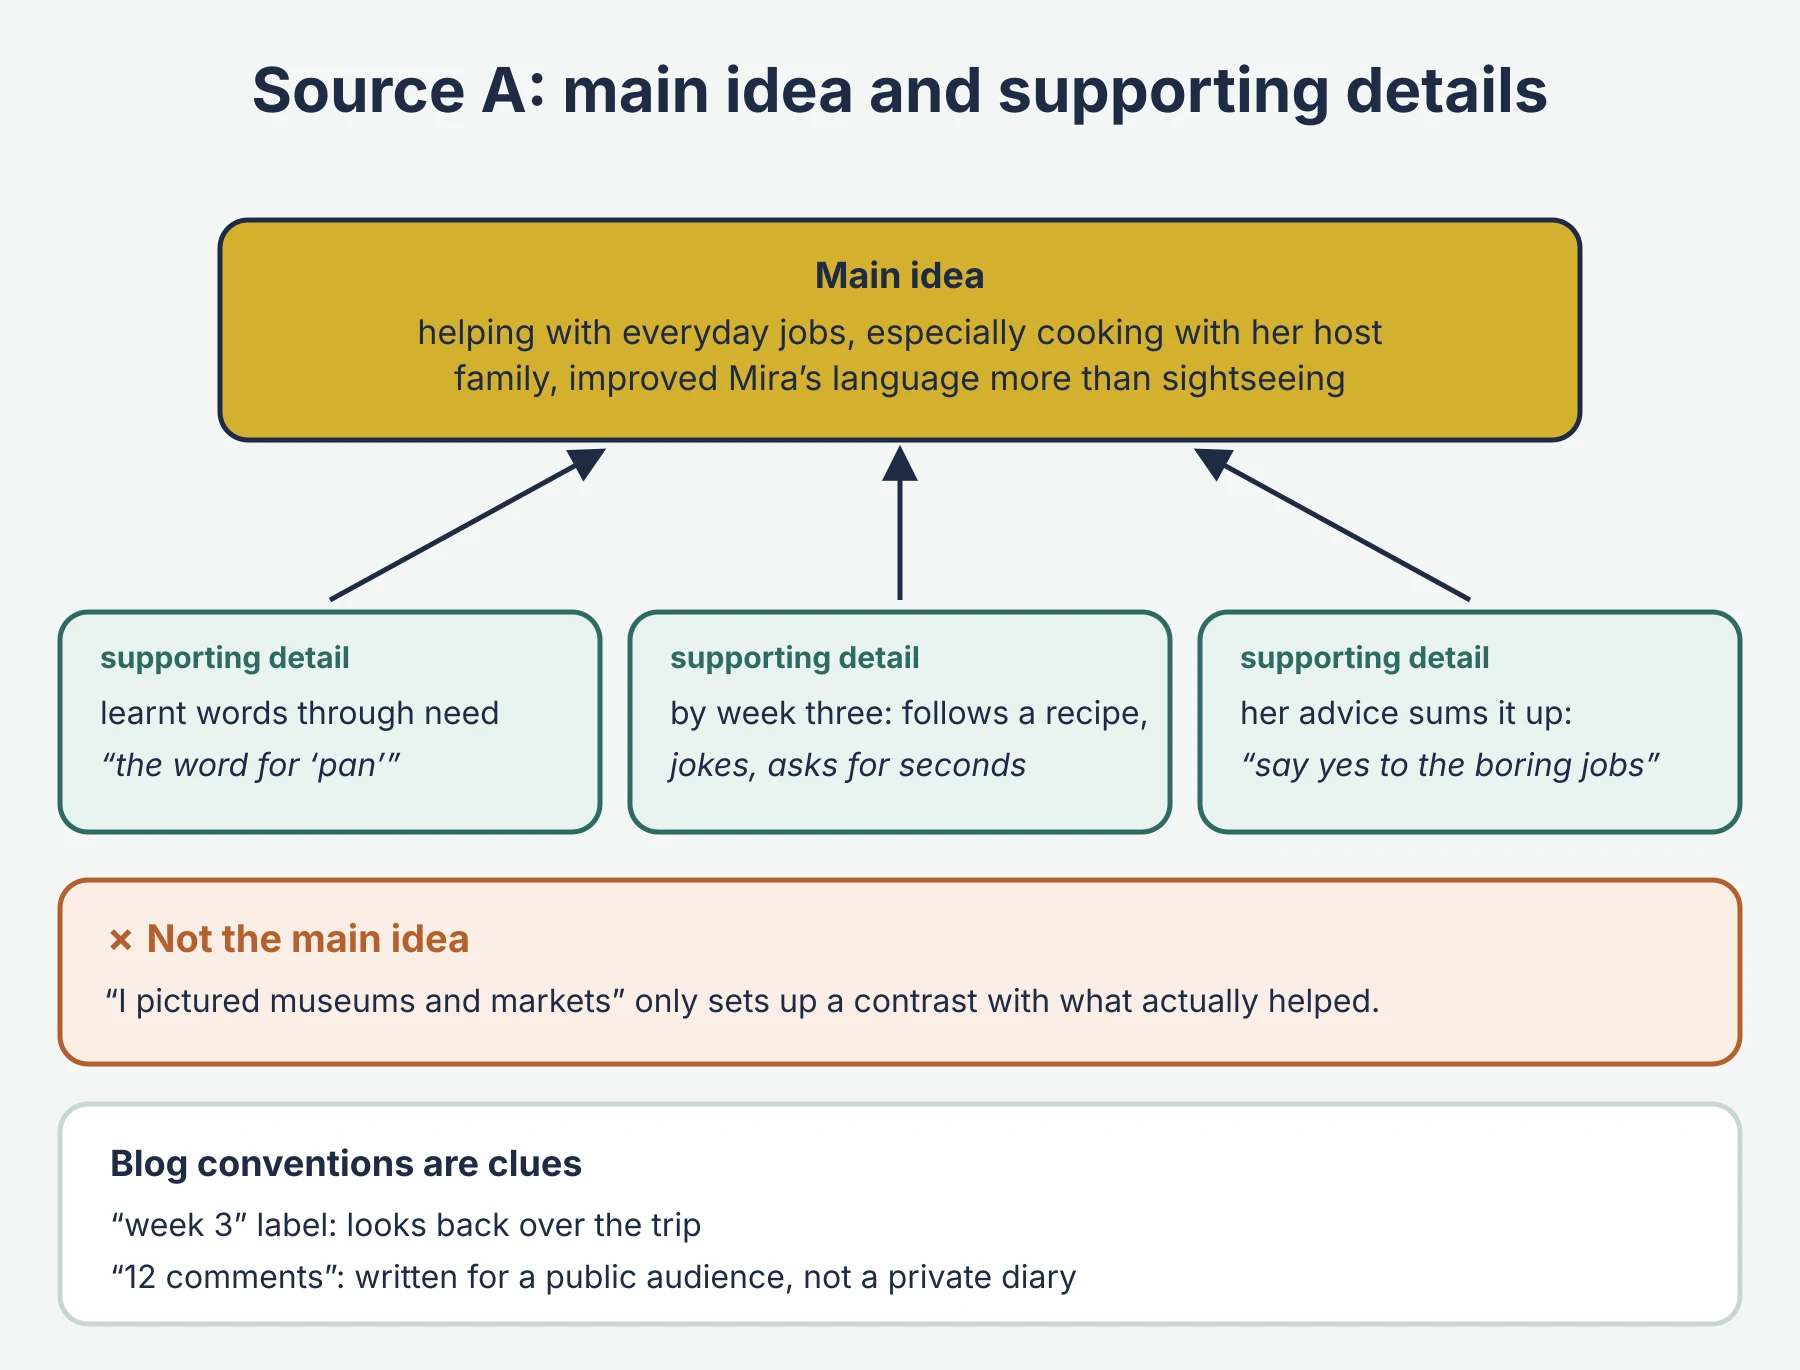 Source A: main idea and supporting details
Main idea
helping with everyday jobs, especially cooking with her host
family, improved Mira’s language more than sightseeing
supporting detail
learnt words through need
“the word for ‘pan’”
supporting detail
by week three: follows a recipe,
jokes, asks for seconds
supporting detail
her advice sums it up:
“say yes to the boring jobs”
× Not the main idea
“I pictured museums and markets” only sets up a contrast with what actually helped.
Blog conventions are clues
“week 3” label: looks back over the trip
“12 comments”: written for a public audience, not a private diary